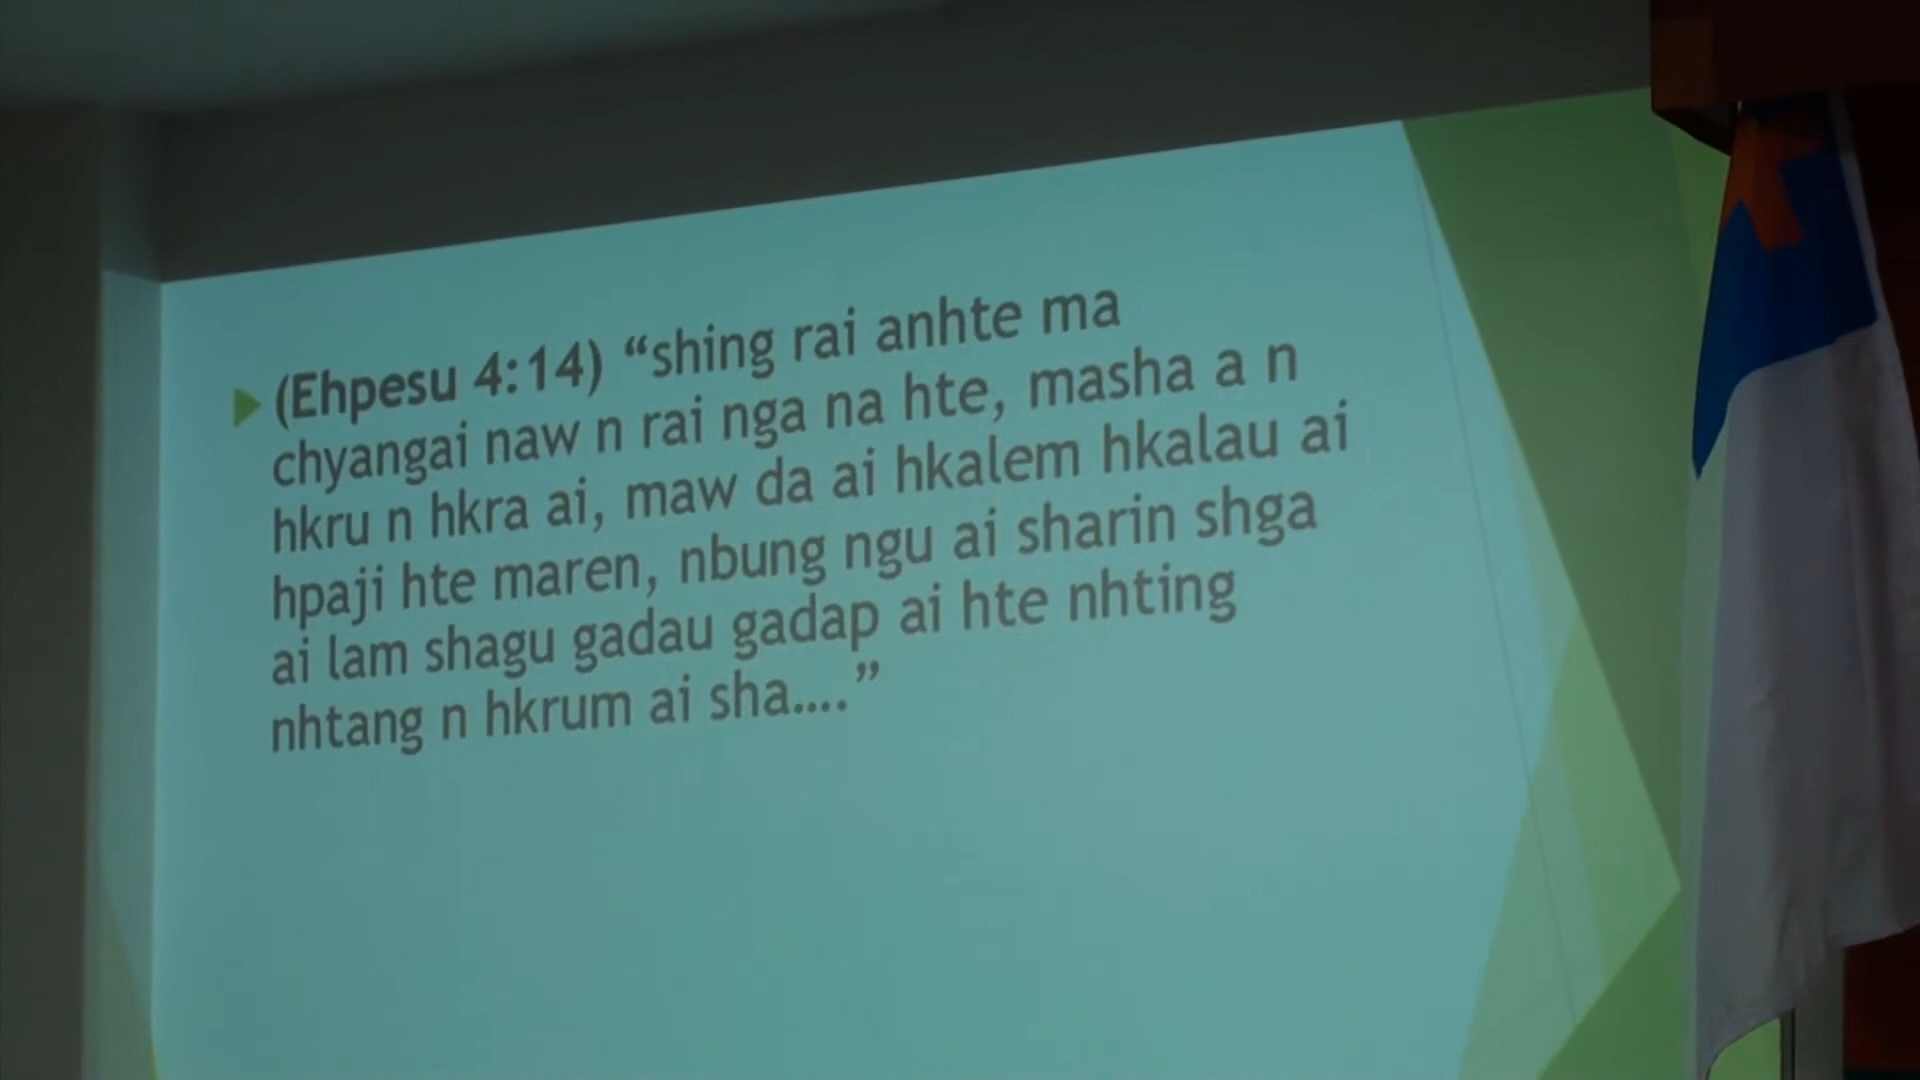 (Ehpesu 4:14) “shing rai anhte ma
chyangai naw n rai nga na hte, masha a n
hkru n hkra ai, maw da ai hkalem hkalau ai
hpaji hte maren, nbung ngu ai sharin shga
ai lam shagu gadau gadap ai hte nhting
nhtang n hkrum ai sha....”